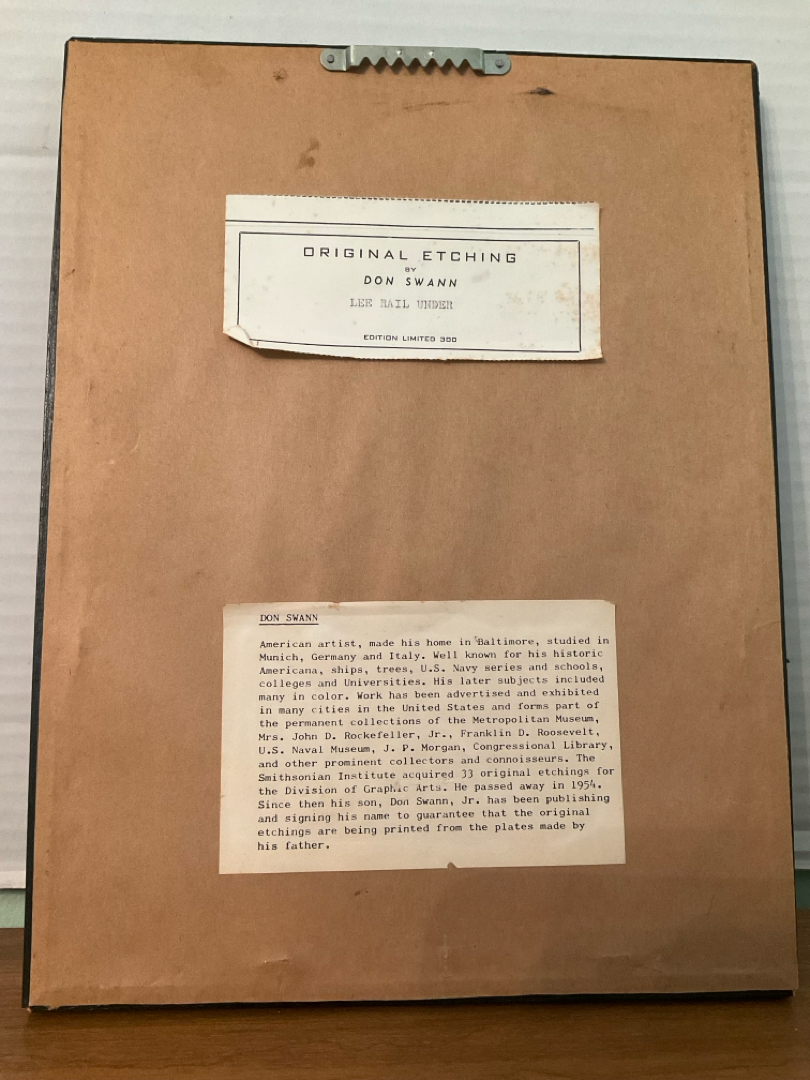 ORIGINAL ETCHING
BY
DON SWANN
LEE RAIL UNDER
EDITION LIMITED 300
DON SWANN
American artist, made his home in Baltimore, studied in
Munich, Germany and Italy. Well known for his historic
Americana, ships, trees, U.S. Navy series and schools,
colleges and Universities. His later subjects included
many in color. Work has been advertised and exhibited
in many cities in the United States and forms part of
the permanent collections of the Metropolitan Museum,
Mrs. John D. Rockefeller, Jr., Franklin D. Roosevelt,
U.S. Naval Museum, J. P. Morgan, Congressional Library,
and other prominent collectors and connoisseurs. The
Smithsonian Institute acquired 33 original etchings for
the Division of Graphic Arts. He passed away in 1954.
Since then his son, Don Swann, Jr. has been publishing
and signing his name to guarantee that the original
etchings are being printed from the plates made by
his father.